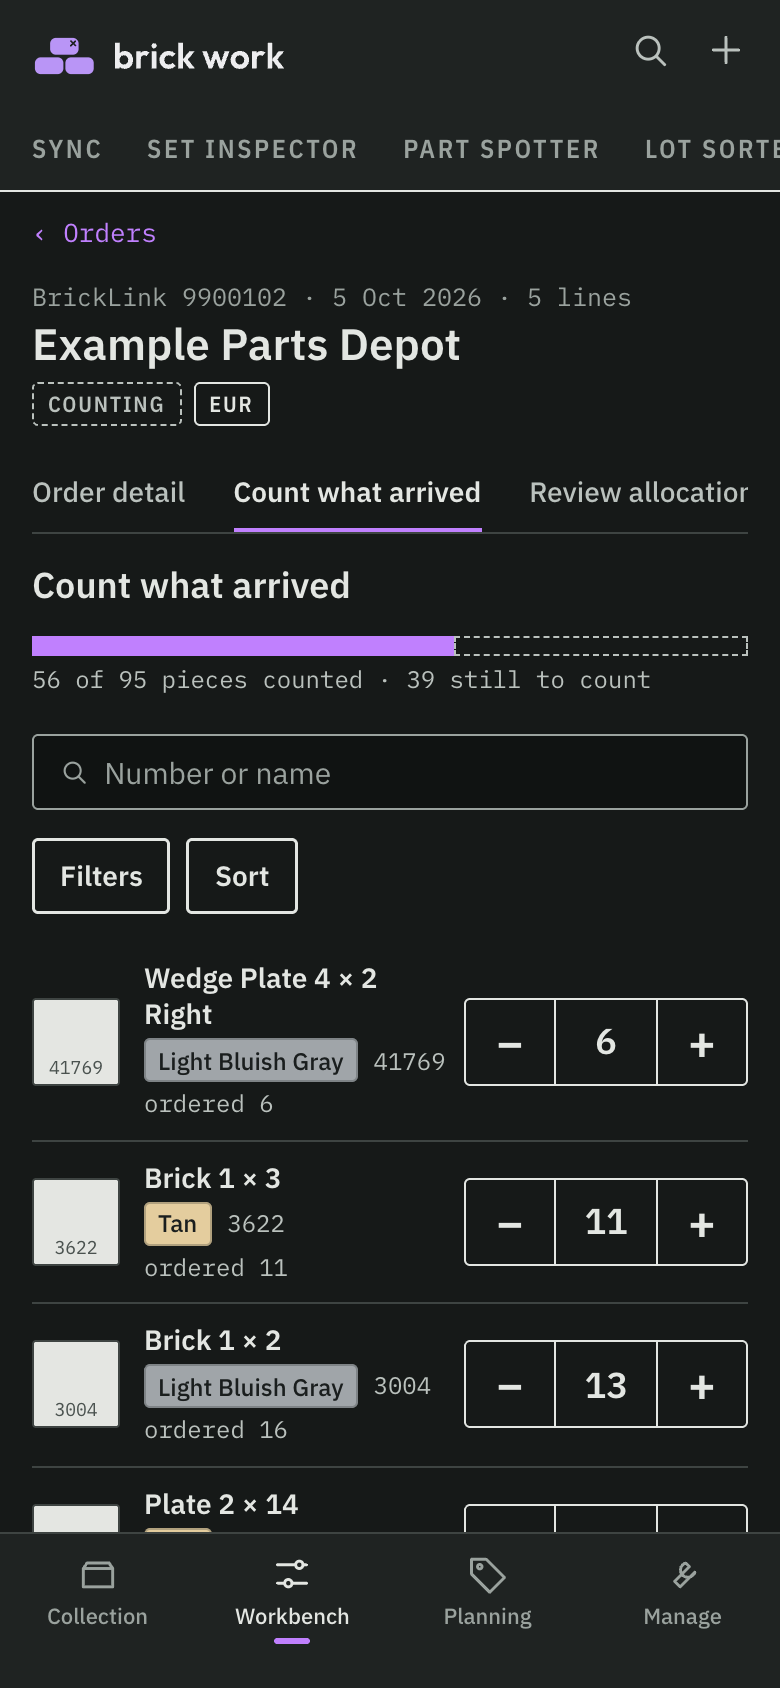 brick work
SYNC SET INSPECTOR PART SPOTTER LOT SORTE
‹ Orders
BrickLink 9900102 · 5 Oct 2026 · 5 lines
Example Parts Depot
COUNTING EUR
Order detail Count what arrived Review allocation
Count what arrived
56 of 95 pieces counted · 39 still to count
Number or name
Filters Sort
Wedge Plate 4 × 2
Right
41769 Light Bluish Gray 41769 − 6 +
ordered 6
Brick 1 × 3
Tan 3622 − 11 +
3622
ordered 11
Brick 1 × 2
Light Bluish Gray 3004 − 13 +
3004
ordered 16
Plate 2 × 14
Collection Workbench Planning Manage